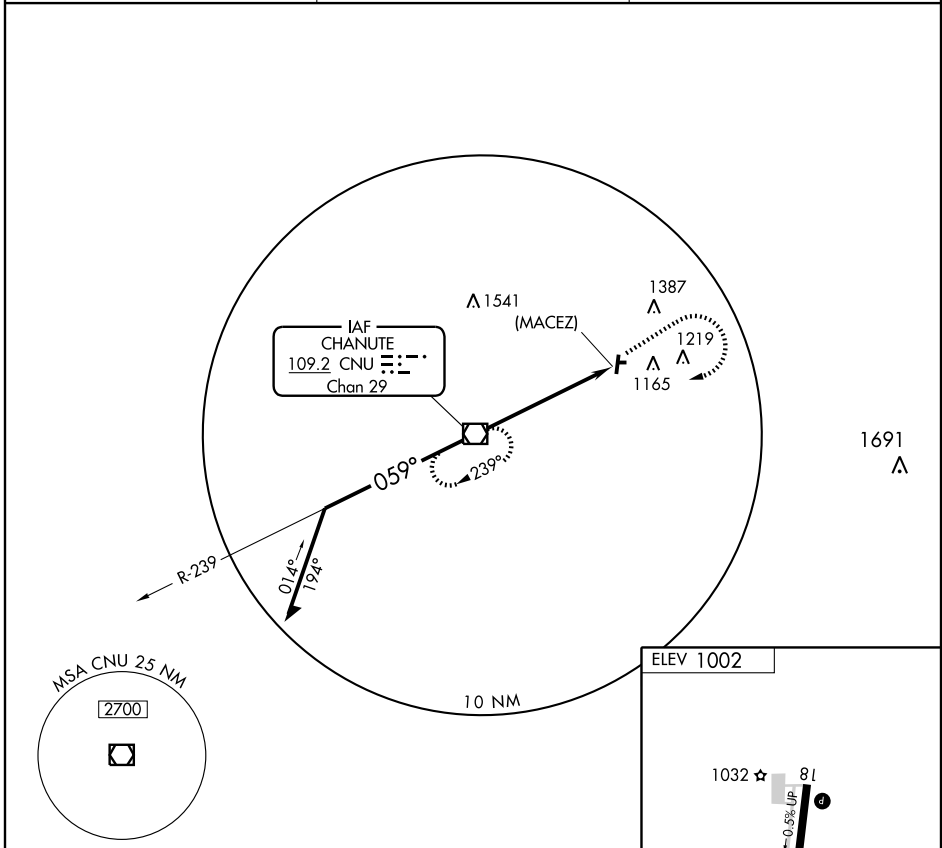 1387
1541
(MACEZ)
1219
1165
IAF
CHANUTE
109.2 CNU
Chan 29
1691
059°
239°
R-239
014°
194°
10 NM
MSA CNU 25 NM
2700
ELEV 1002
1032
18
P
0.5% UP